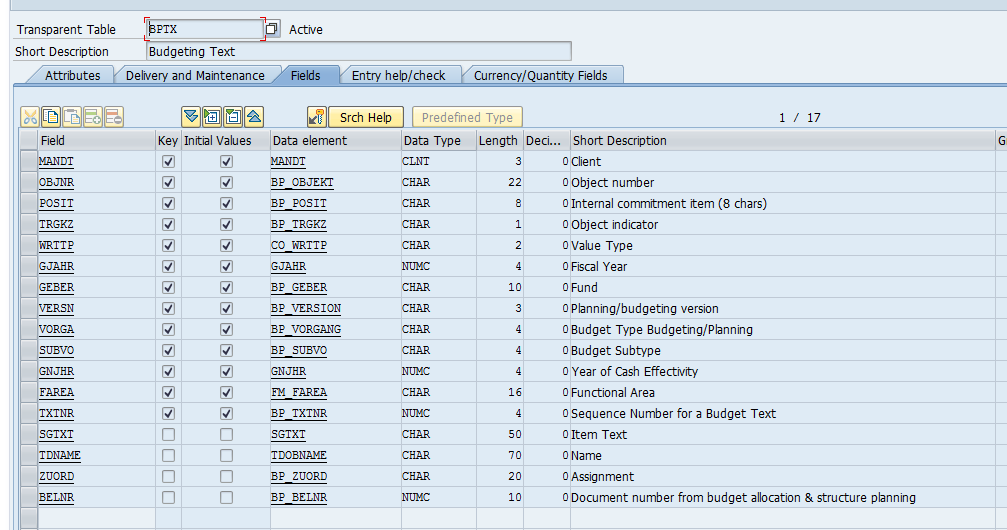 Transparent Table BPTX Active
Short Description Budgeting Text
Attributes Delivery and Maintenance Fields Entry help/check Currency/Quantity Fields
Srch Help Predefined Type 1 / 17
Field Key Initial Values Data element Data Type Length Deci... Short Description G
MANDT MANDT CLNT 3 0 Client
OBJNR BP_OBJEKT CHAR 22 0 Object number
POSIT BP_POSIT CHAR 8 0 Internal commitment item (8 chars)
TRGKZ BP_TRGKZ CHAR 1 0 Object indicator
WRTTP CO_WRTTP CHAR 2 0 Value Type
GJAHR GJAHR NUMC 4 0 Fiscal Year
GEBER BP_GEBER CHAR 10 0 Fund
VERSN BP_VERSION CHAR 3 0 Planning/budgeting version
VORGA BP_VORGANG CHAR 4 0 Budget Type Budgeting/Planning
SUBVO BP_SUBVO CHAR 4 0 Budget Subtype
GNJHR GNJHR NUMC 4 0 Year of Cash Effectivity
FAREA FM_FAREA CHAR 16 0 Functional Area
TXTNR BP_TXTNR NUMC 4 0 Sequence Number for a Budget Text
SGTXT SGTXT CHAR 50 0 Item Text
TDNAME TDOBNAME CHAR 70 0 Name
ZUORD BP_ZUORD CHAR 20 0 Assignment
BELNR BP_BELNR NUMC 10 0 Document number from budget allocation & structure planning